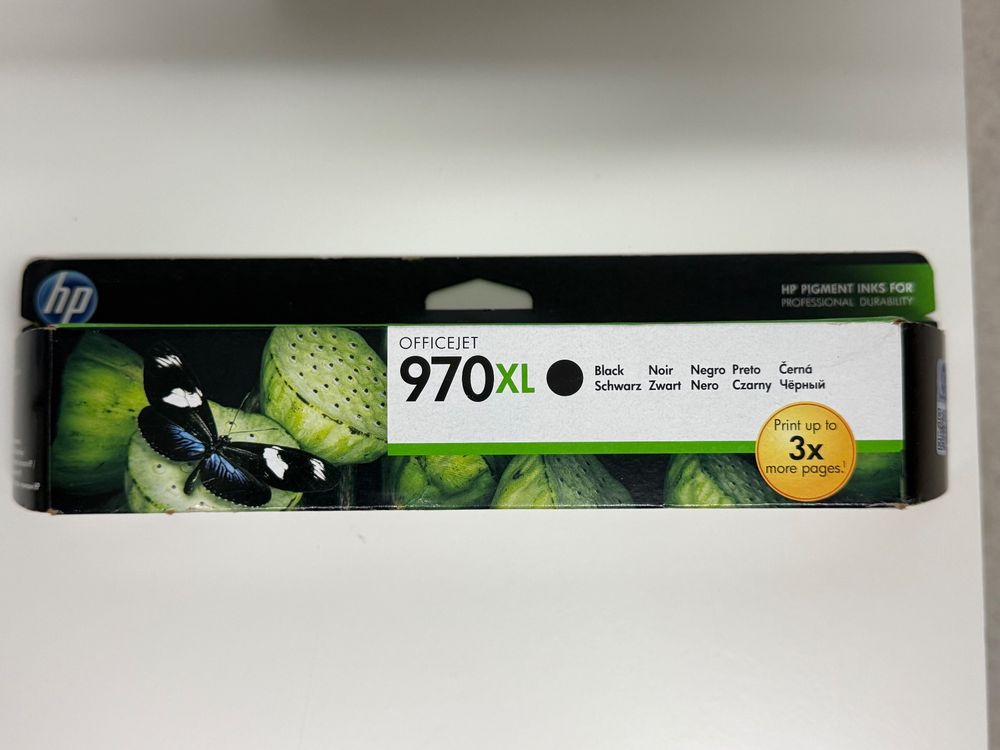 hp
HP PIGMENT INKS FOR
PROFESSIONAL DURABILITY
OFFICEJET
970XL
Black Noir Negro Preto Černá
Schwarz Zwart Nero Czarny Чёрный
Print up to
3x
more pages.¹